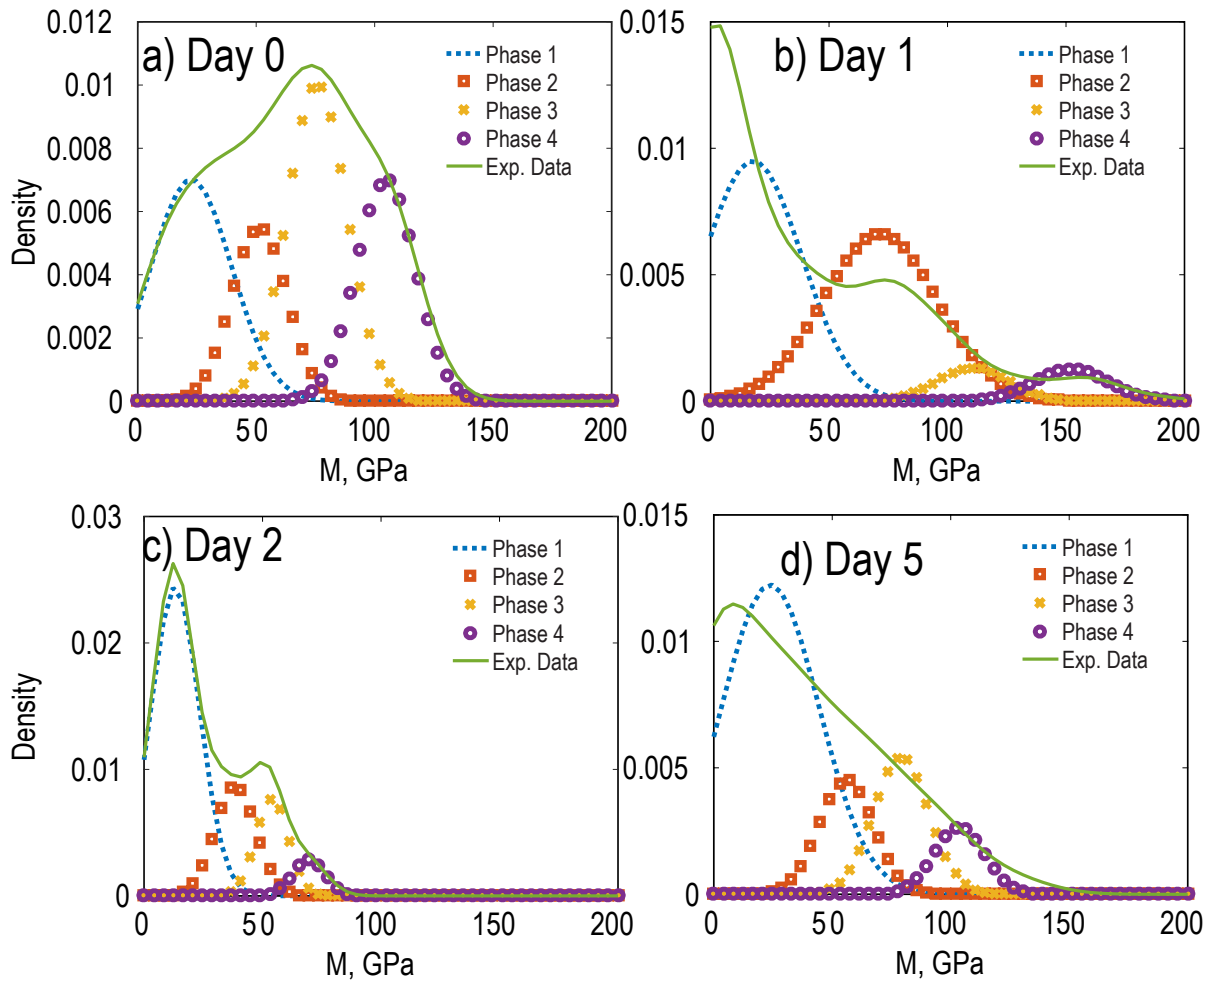 a) Day 0
Density
0.012
0.01
0.008
0.006
0.004
0.002
0
Phase 1
Phase 2
Phase 3
Phase 4
Exp. Data
0 50 100 150 200
M, GPa
b) Day 1
0.015
0.01
0.005
0
Phase 1
Phase 2
Phase 3
Phase 4
Exp. Data
0 50 100 150 200
M, GPa
c) Day 2
Density
0.03
0.02
0.01
0
Phase 1
Phase 2
Phase 3
Phase 4
Exp. Data
0 50 100 150 200
M, GPa
d) Day 5
0.015
0.01
0.005
0
Phase 1
Phase 2
Phase 3
Phase 4
Exp. Data
0 50 100 150 200
M, GPa